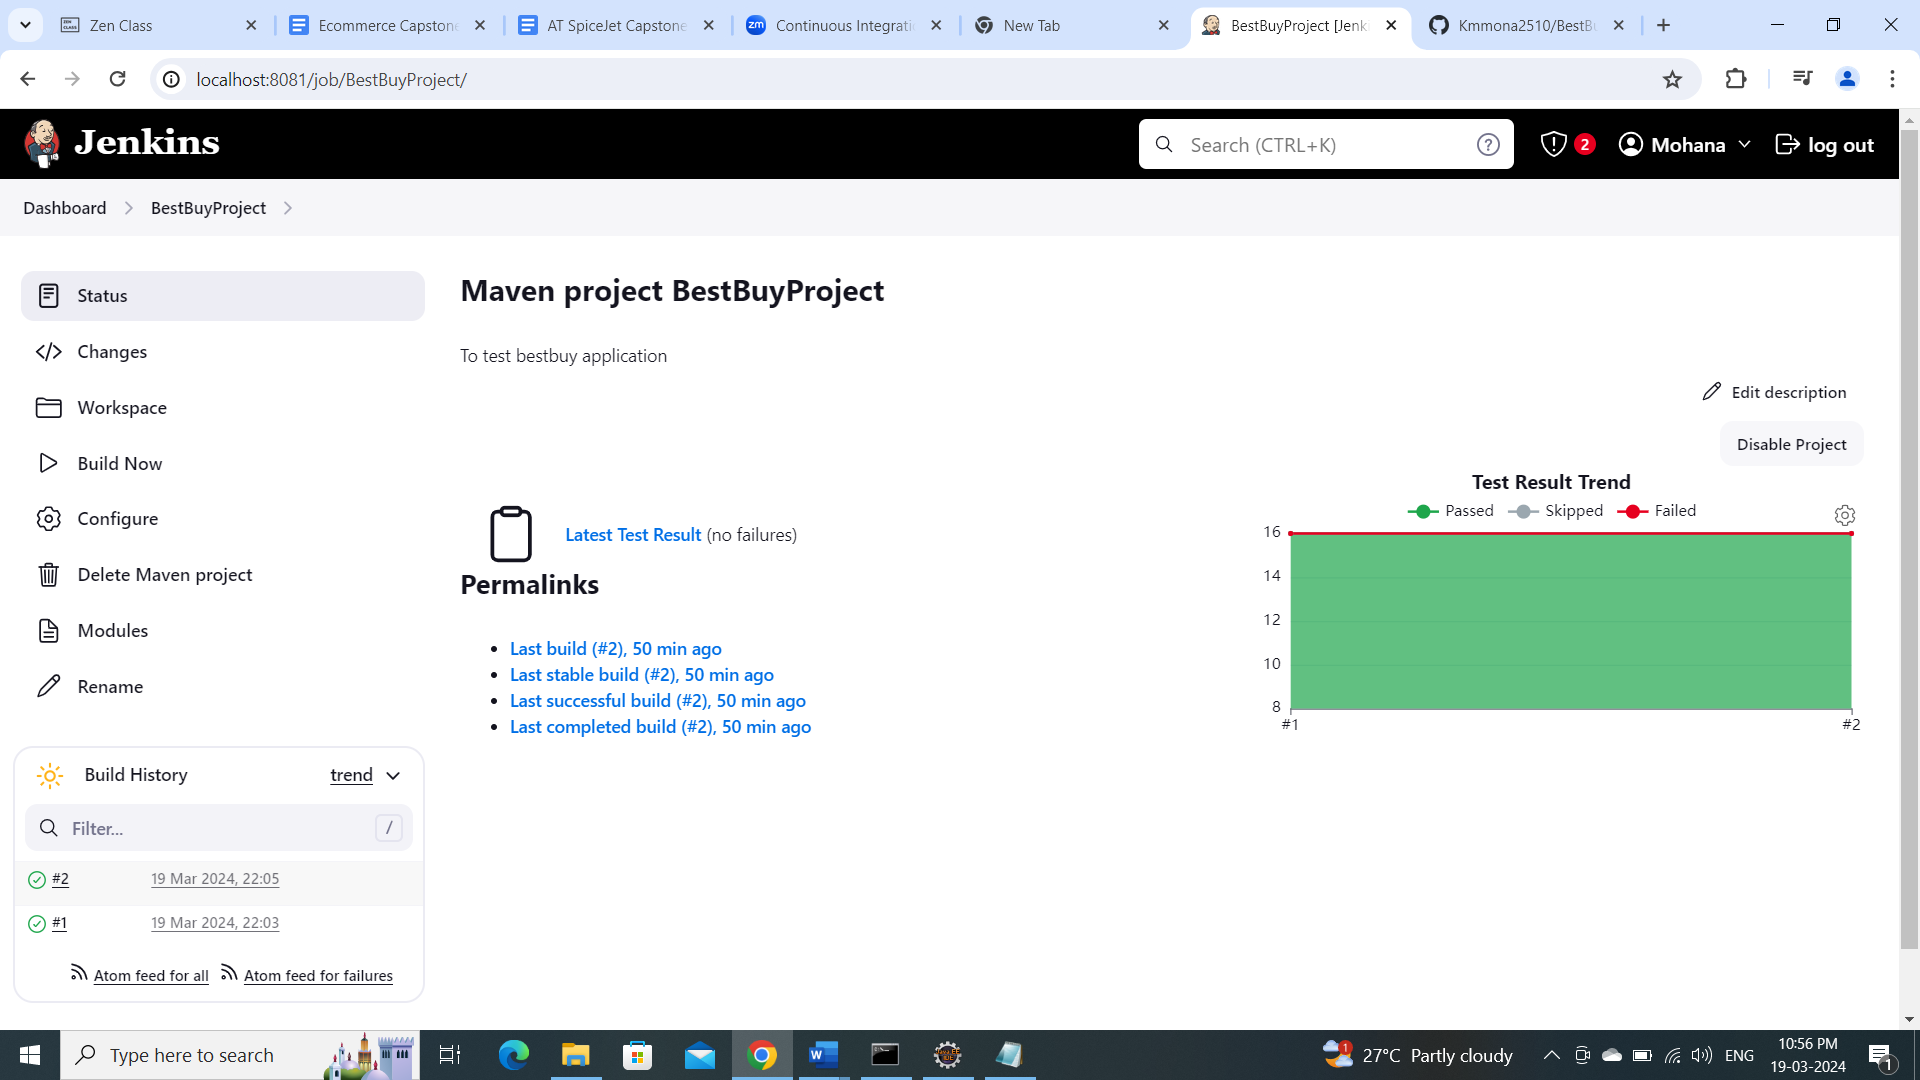 Zen Class
Ecommerce Capstone
AT SpiceJet Capstone
zm Continuous Integrati
New Tab
BestBuyProject [Jenk
Kmmona2510/BestBu
localhost:8081/job/BestBuyProject/
Jenkins
Search (CTRL+K) ?
2
Mohana
log out
Dashboard
BestBuyProject
Status
Changes
Workspace
Build Now
Configure
Delete Maven project
Modules
Rename
Maven project BestBuyProject
To test bestbuy application
Edit description
Disable Project
Latest Test Result (no failures)
Permalinks
Last build (#2), 50 min ago
Last stable build (#2), 50 min ago
Last successful build (#2), 50 min ago
Last completed build (#2), 50 min ago
Test Result Trend
Passed Skipped Failed
16
14
12
10
8
#1 #2
Build History trend
Filter... /
#2 19 Mar 2024, 22:05
#1 19 Mar 2024, 22:03
Atom feed for all Atom feed for failures
Type here to search
1
27°C Partly cloudy
ENG
10:56 PM
19-03-2024
1